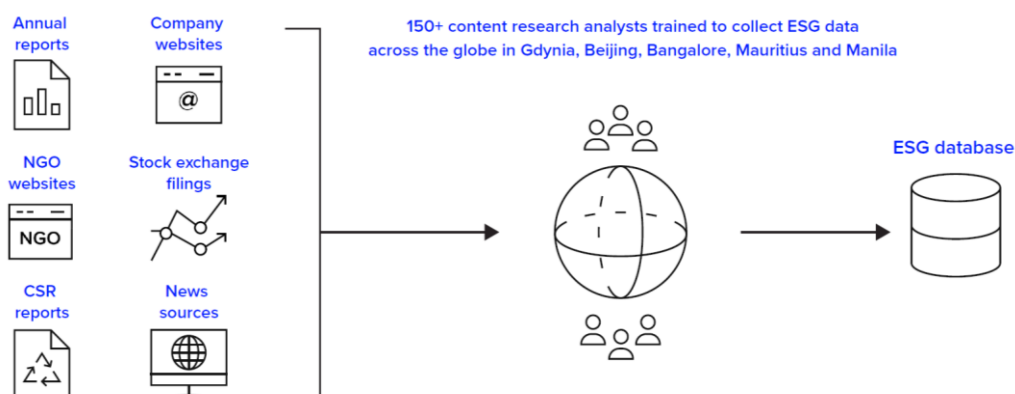 Annual
reports
Company
websites
150+ content research analysts trained to collect ESG data
across the globe in Gdynia, Beijing, Bangalore, Mauritius and Manila
@
NGO
websites
Stock exchange
filings
ESG database
NGO
CSR
reports
News
sources